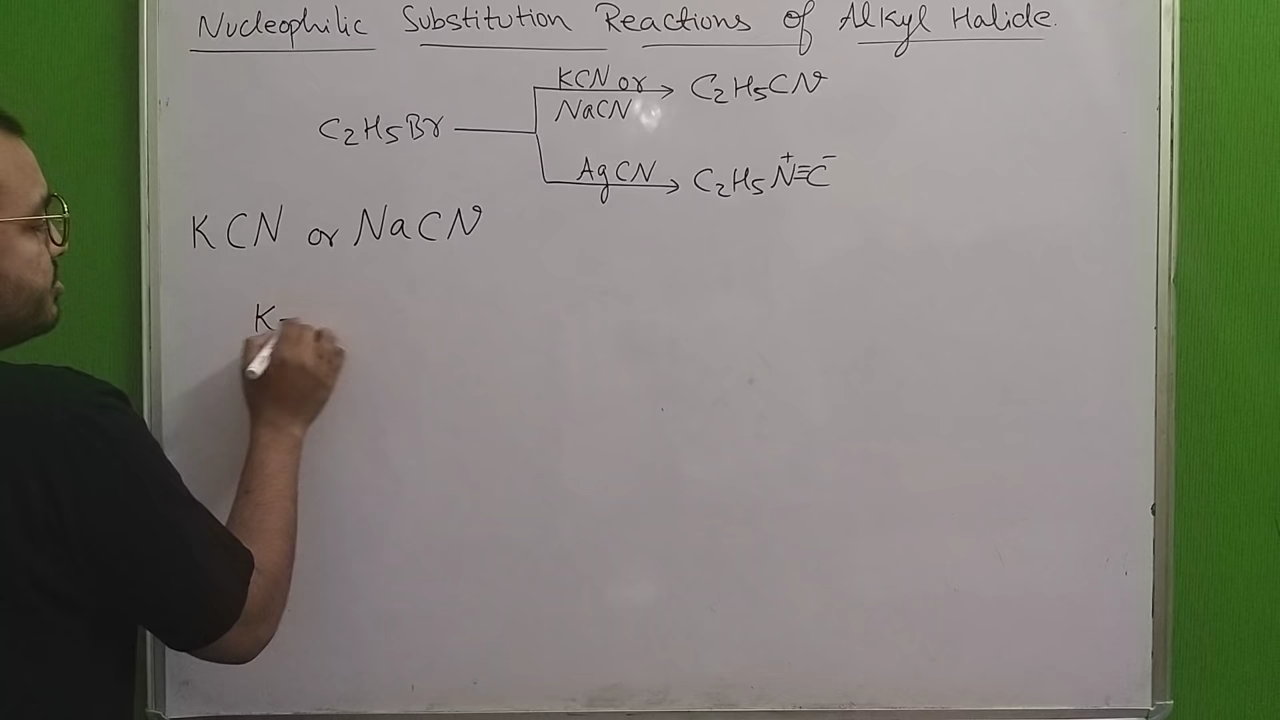 Nucleophilic Substitution Reactions of Alkyl Halide.
KCN or
C2H5Br → C2H5CN
NaCN
AgCN → C2H5N⁺≡C⁻
KCN or NaCN
K-